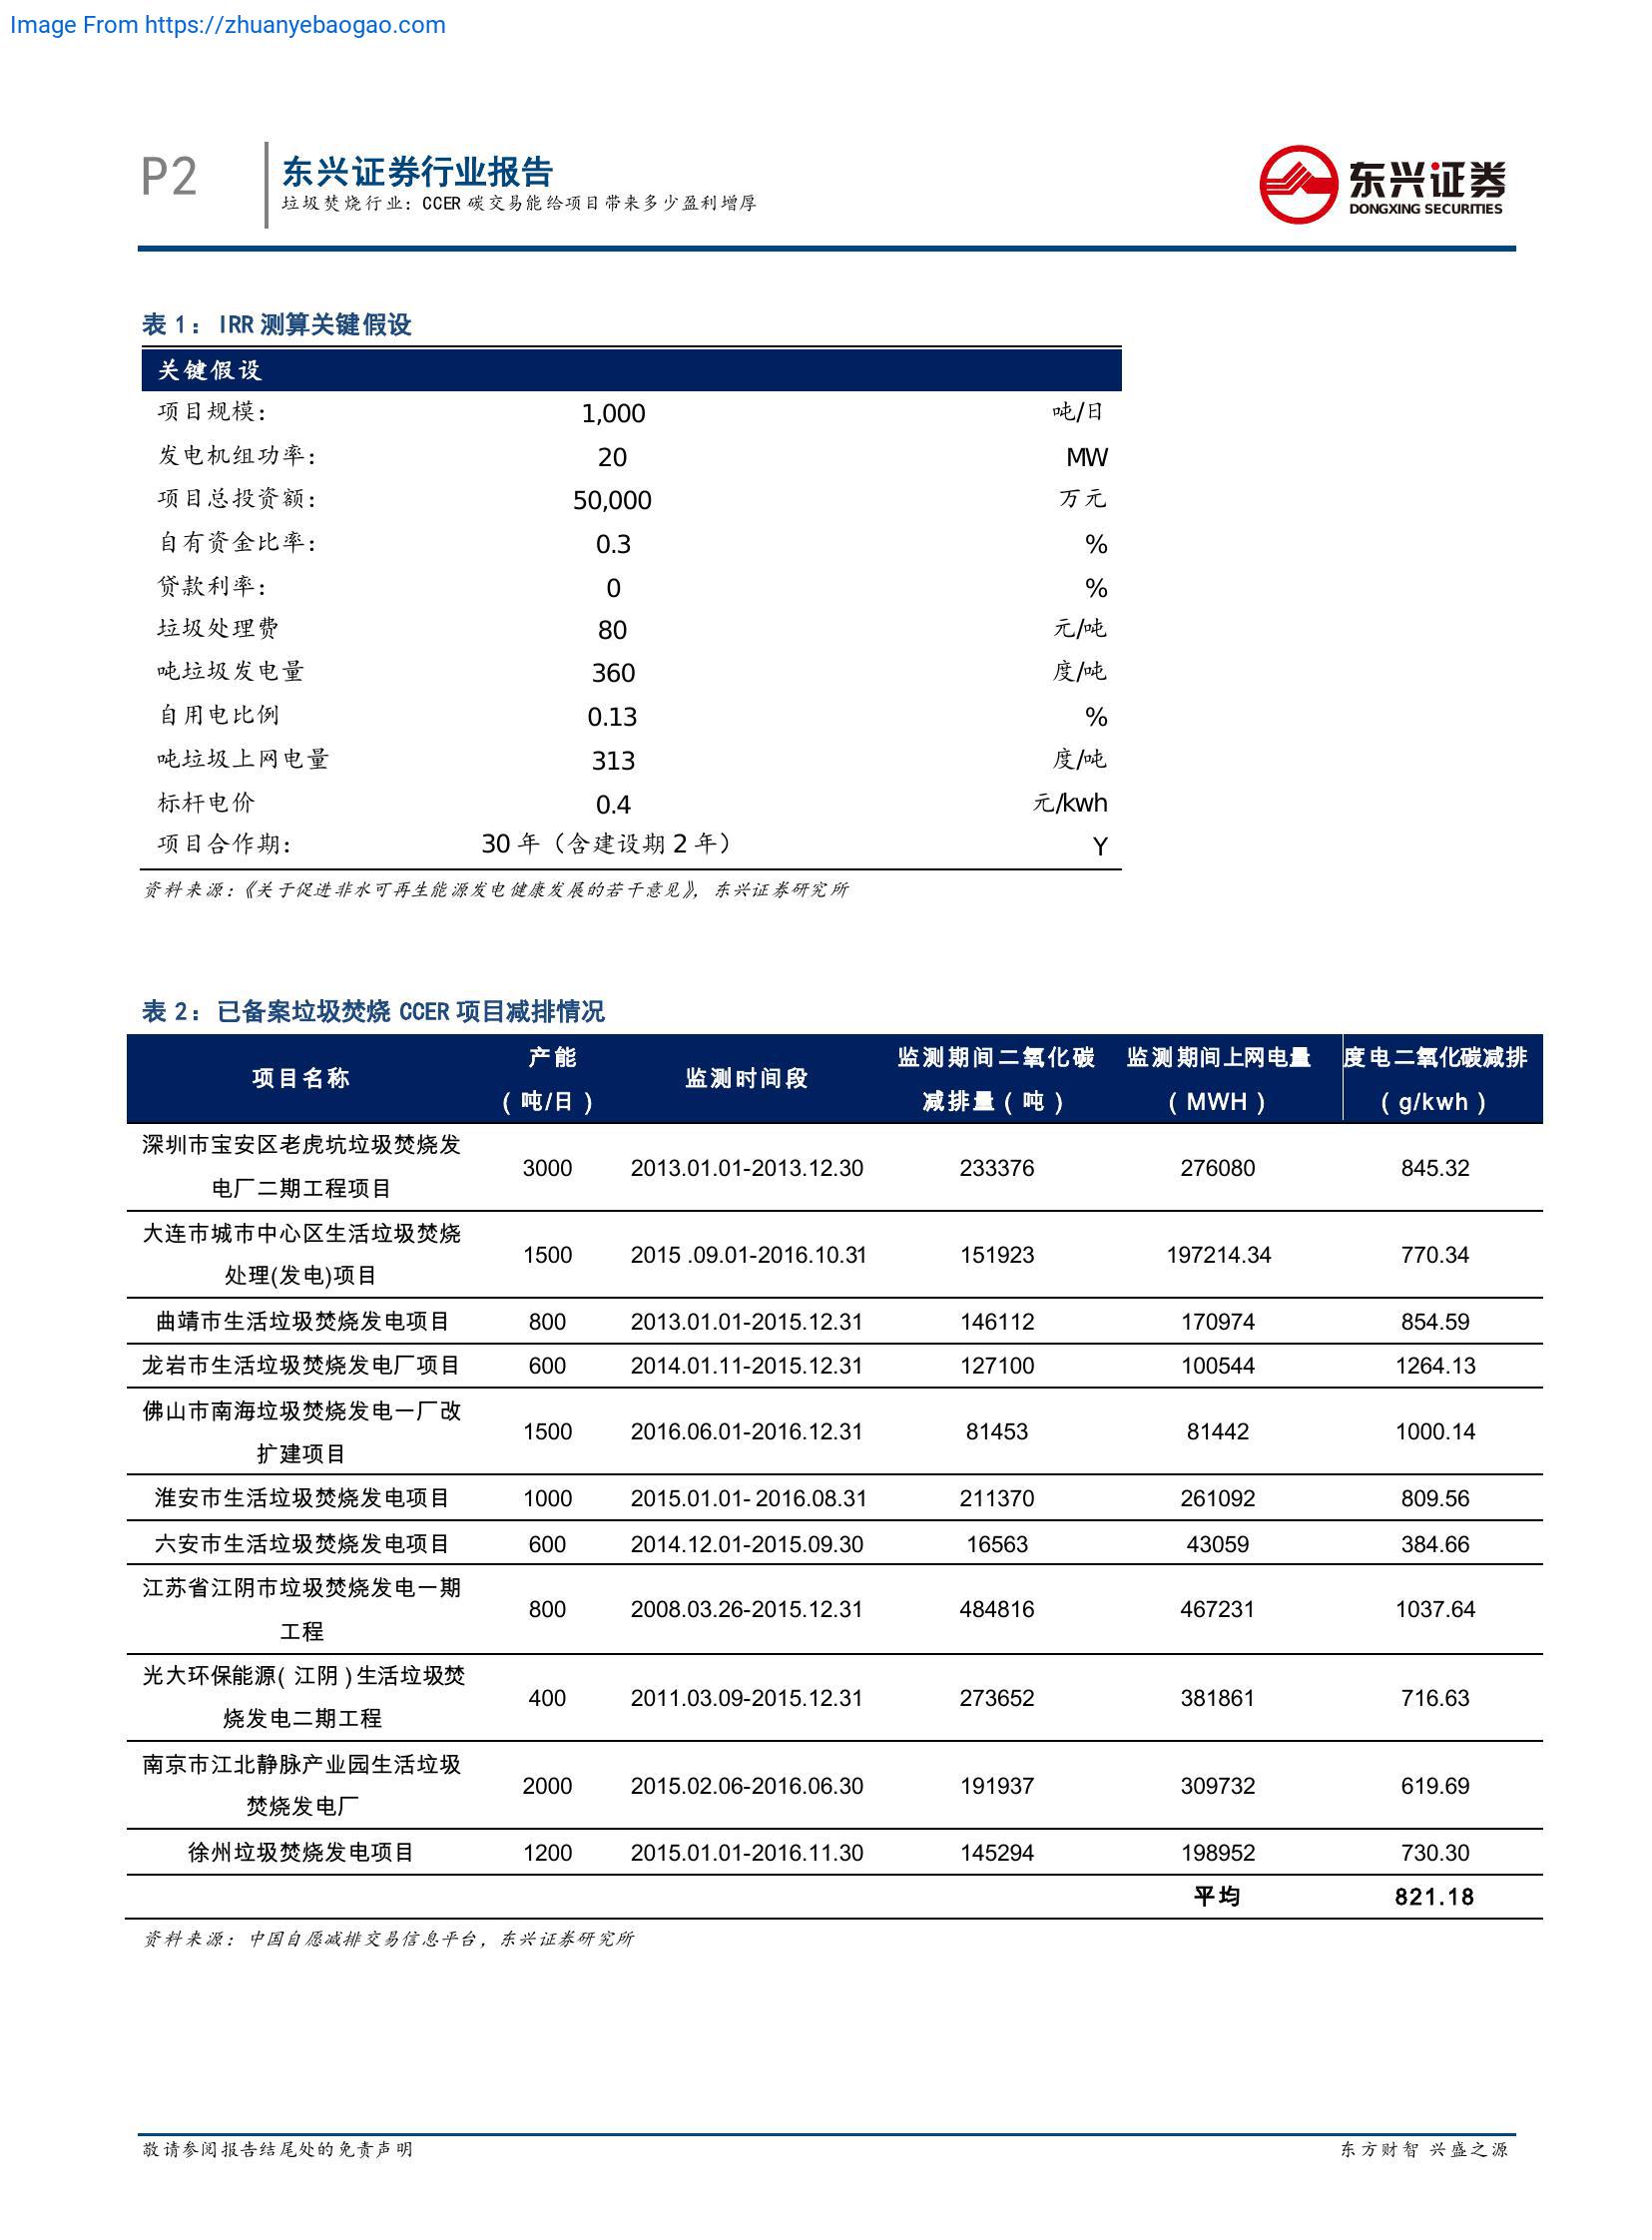 Image From https://zhuanyebaogao.com
P2
东兴证券行业报告
垃圾焚烧行业：CCER 碳交易能给项目带来多少盈利增厚
东兴证券
DONGXING SECURITIES
表 1：IRR 测算关键假设
关键假设
项目规模： 1,000 吨/日
发电机组功率： 20 MW
项目总投资额： 50,000 万元
自有资金比率： 0.3 %
贷款利率： 0 %
垃圾处理费 80 元/吨
吨垃圾发电量 360 度/吨
自用电比例 0.13 %
吨垃圾上网电量 313 度/吨
标杆电价 0.4 元/kwh
项目合作期： 30 年（含建设期 2 年） Y
资料来源：《关于促进非水可再生能源发电健康发展的若干意见》，东兴证券研究所
表 2：已备案垃圾焚烧 CCER 项目减排情况
项目名称 产能 监测时间段 监测期间二氧化碳 监测期间上网电量 度电二氧化碳减排
（吨/日） 减排量（吨） （MWH） （g/kwh）
深圳市宝安区老虎坑垃圾焚烧发
电厂二期工程项目 3000 2013.01.01-2013.12.30 233376 276080 845.32
大连市城市中心区生活垃圾焚烧
处理(发电)项目 1500 2015 .09.01-2016.10.31 151923 197214.34 770.34
曲靖市生活垃圾焚烧发电项目 800 2013.01.01-2015.12.31 146112 170974 854.59
龙岩市生活垃圾焚烧发电厂项目 600 2014.01.11-2015.12.31 127100 100544 1264.13
佛山市南海垃圾焚烧发电一厂改
扩建项目 1500 2016.06.01-2016.12.31 81453 81442 1000.14
淮安市生活垃圾焚烧发电项目 1000 2015.01.01- 2016.08.31 211370 261092 809.56
六安市生活垃圾焚烧发电项目 600 2014.12.01-2015.09.30 16563 43059 384.66
江苏省江阴市垃圾焚烧发电一期
工程 800 2008.03.26-2015.12.31 484816 467231 1037.64
光大环保能源(江阴)生活垃圾焚
烧发电二期工程 400 2011.03.09-2015.12.31 273652 381861 716.63
南京市江北静脉产业园生活垃圾
焚烧发电厂 2000 2015.02.06-2016.06.30 191937 309732 619.69
徐州垃圾焚烧发电项目 1200 2015.01.01-2016.11.30 145294 198952 730.30
平均 821.18
资料来源：中国自愿减排交易信息平台，东兴证券研究所
敬请参阅报告结尾处的免责声明
东方财智 兴盛之源